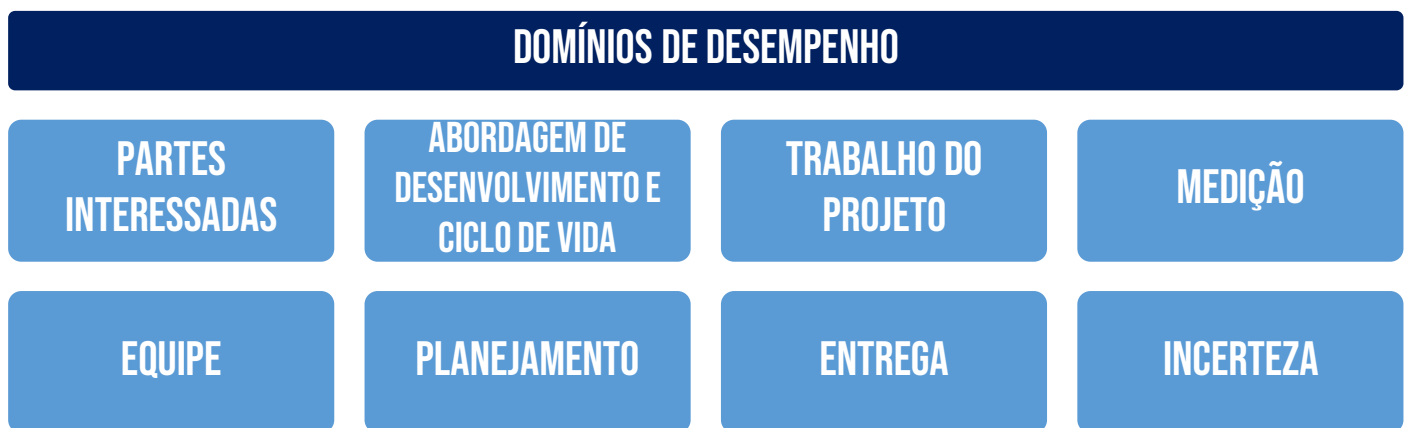 DOMÍNIOS DE DESEMPENHO
PARTES
INTERESSADAS
ABORDAGEM DE
DESENVOLVIMENTO E
CICLO DE VIDA
TRABALHO DO
PROJETO
MEDIÇÃO
EQUIPE
PLANEJAMENTO
ENTREGA
INCERTEZA